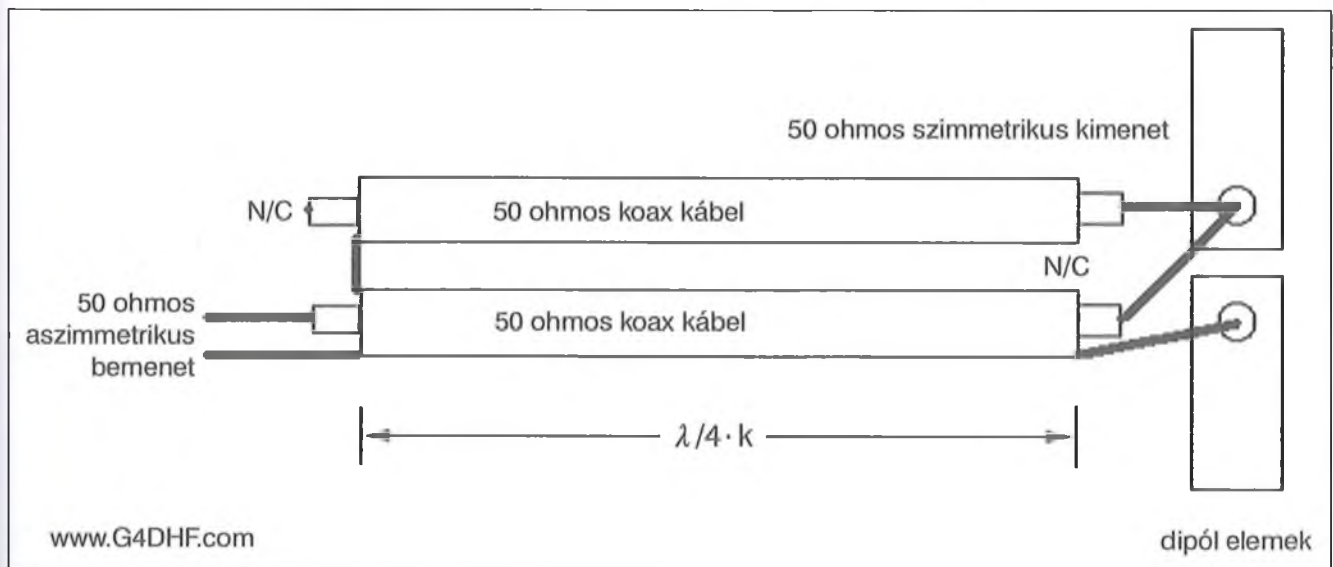 50 ohmos szimmetrikus kimenet
N/C
50 ohmos koax kábel
N/C
50 ohmos
aszimmetrikus
bemenet
50 ohmos koax kábel
λ/4·k
www.G4DHF.com
dipól elemek